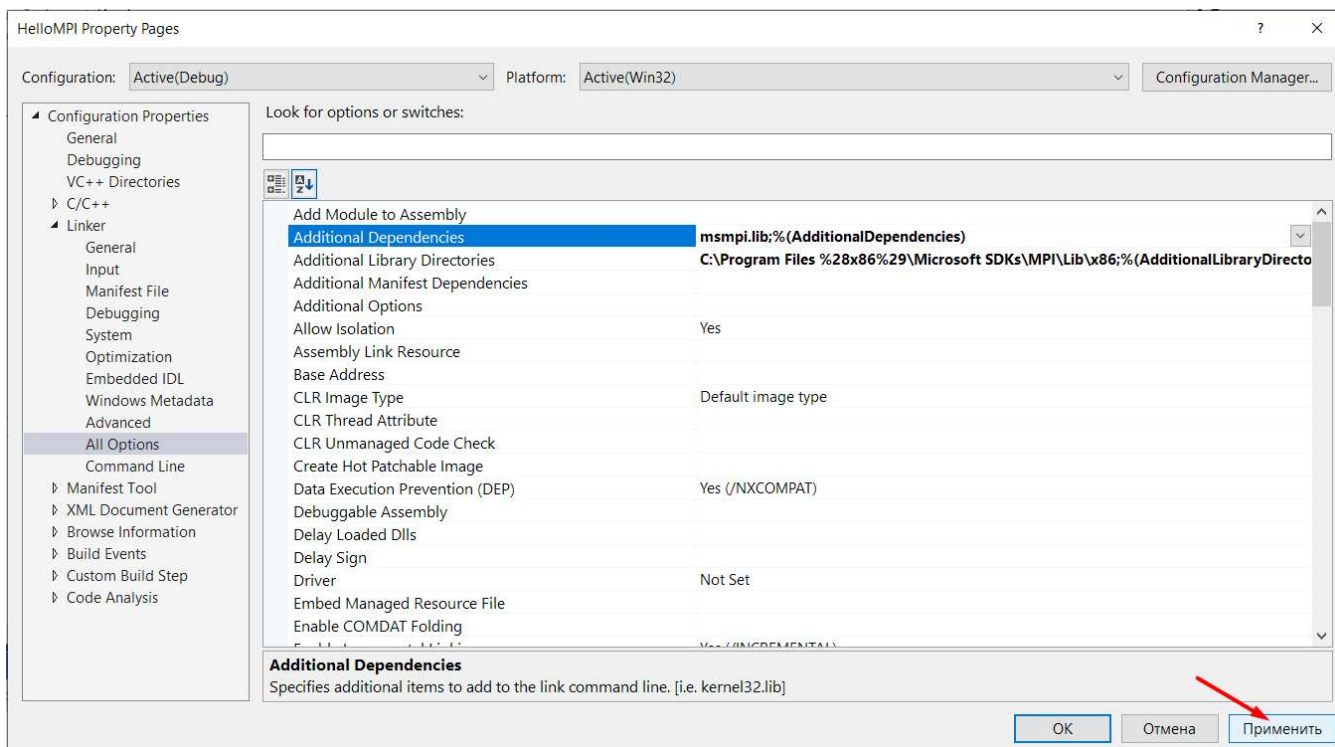 HelloMPI Property Pages ? ×
Configuration: Active(Debug) Platform: Active(Win32) Configuration Manager...
Configuration Properties
General
Debugging
VC++ Directories
C/C++
Linker
General
Input
Manifest File
Debugging
System
Optimization
Embedded IDL
Windows Metadata
Advanced
All Options
Command Line
Manifest Tool
XML Document Generator
Browse Information
Build Events
Custom Build Step
Code Analysis
Look for options or switches:
Add Module to Assembly
Additional Dependencies msmpi.lib;%(AdditionalDependencies)
Additional Library Directories C:\Program Files %28x86%29\Microsoft SDKs\MPI\Lib\x86;%(AdditionalLibraryDirecto
Additional Manifest Dependencies
Additional Options
Allow Isolation Yes
Assembly Link Resource
Base Address
CLR Image Type Default image type
CLR Thread Attribute
CLR Unmanaged Code Check
Create Hot Patchable Image
Data Execution Prevention (DEP) Yes (/NXCOMPAT)
Debuggable Assembly
Delay Loaded Dlls
Delay Sign
Driver Not Set
Embed Managed Resource File
Enable COMDAT Folding
Additional Dependencies
Specifies additional items to add to the link command line. [i.e. kernel32.lib]
OK Отмена Применить